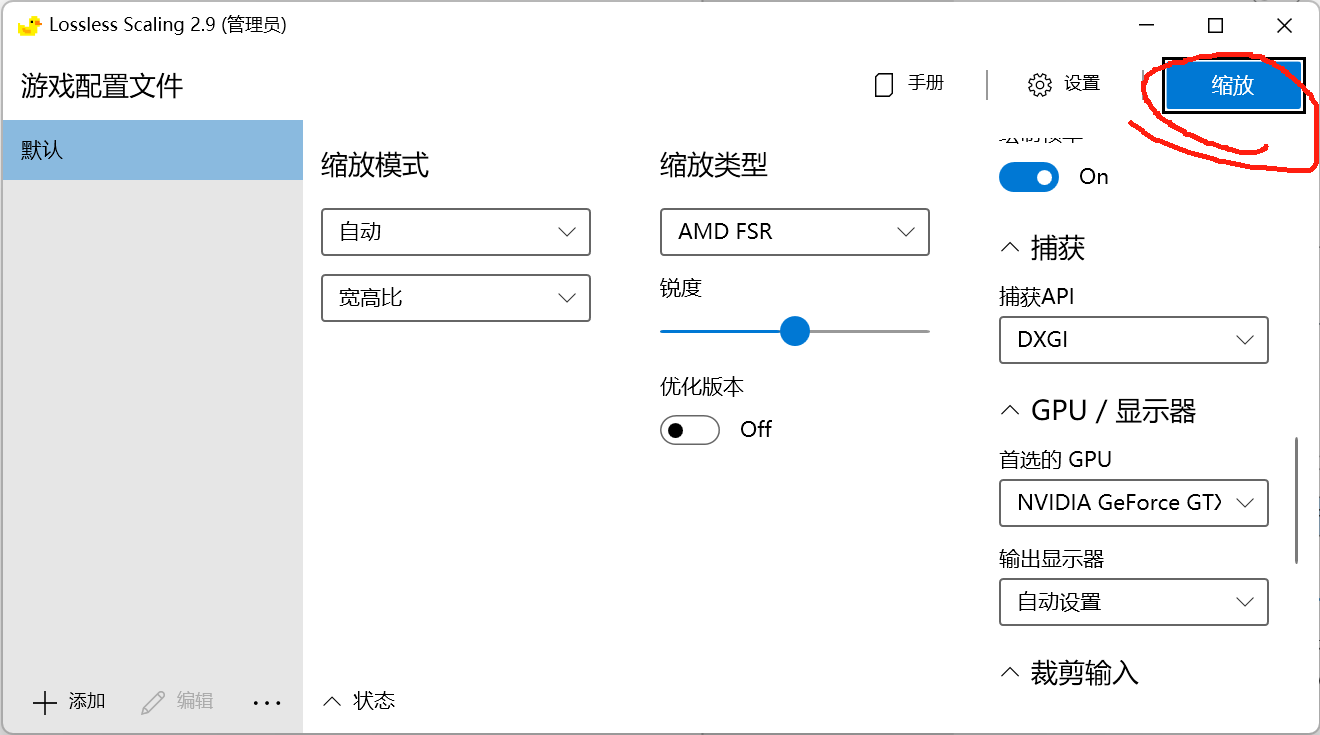 Lossless Scaling 2.9 (管理员)
游戏配置文件
手册
设置
缩放
默认
缩放模式
自动
宽高比
缩放类型
AMD FSR
锐度
优化版本
Off
On
捕获
捕获API
DXGI
GPU / 显示器
首选的 GPU
NVIDIA GeForce GTX
输出显示器
自动设置
裁剪输入
添加
编辑
状态